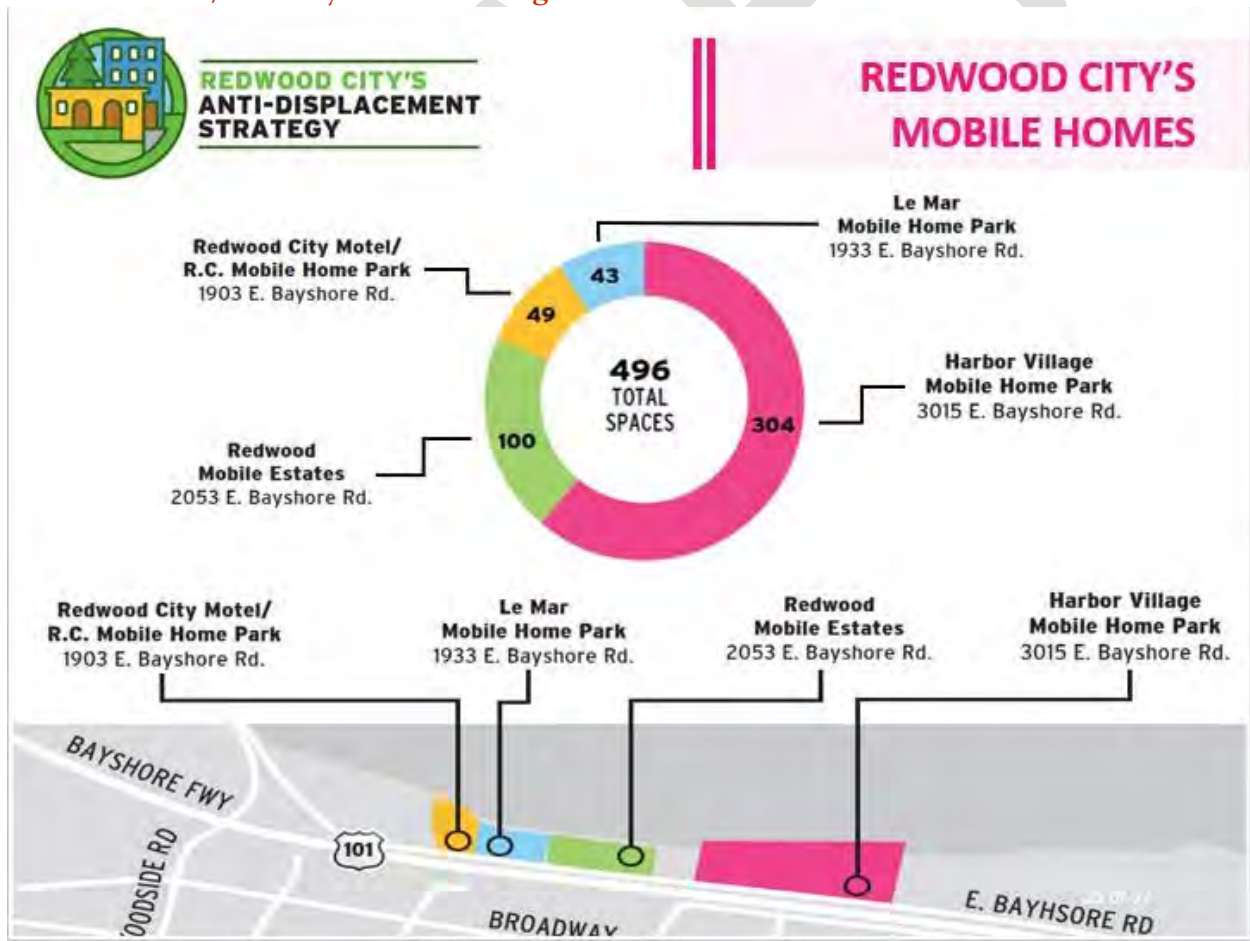 REDWOOD CITY'S
ANTI-DISPLACEMENT
STRATEGY
REDWOOD CITY'S
MOBILE HOMES
Le Mar
Mobile Home Park
1933 E. Bayshore Rd.
Redwood City Motel/
R.C. Mobile Home Park
1903 E. Bayshore Rd.
43
49
496
TOTAL
SPACES
Harbor Village
Mobile Home Park
3015 E. Bayshore Rd.
304
100
Redwood
Mobile Estates
2053 E. Bayshore Rd.
Redwood City Motel/
R.C. Mobile Home Park
1903 E. Bayshore Rd.
Le Mar
Mobile Home Park
1933 E. Bayshore Rd.
Redwood
Mobile Estates
2053 E. Bayshore Rd.
Harbor Village
Mobile Home Park
3015 E. Bayshore Rd.
BAYSHORE FWY
101
OODSIDE RD
BROADWAY
E. BAYHSORE RD